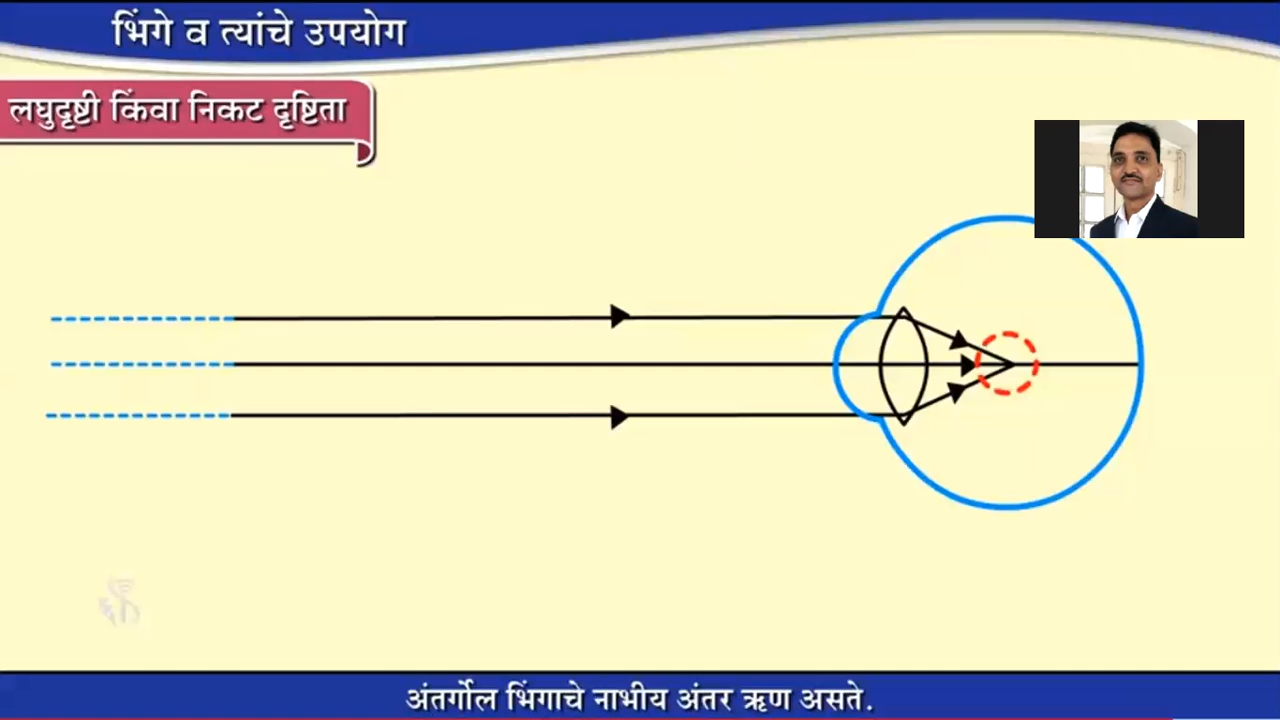 भिंगे व त्यांचे उपयोग
लघुदृष्टी किंवा निकट दृष्टिता
अंतर्गोल भिंगाचे नाभीय अंतर ऋण असते.